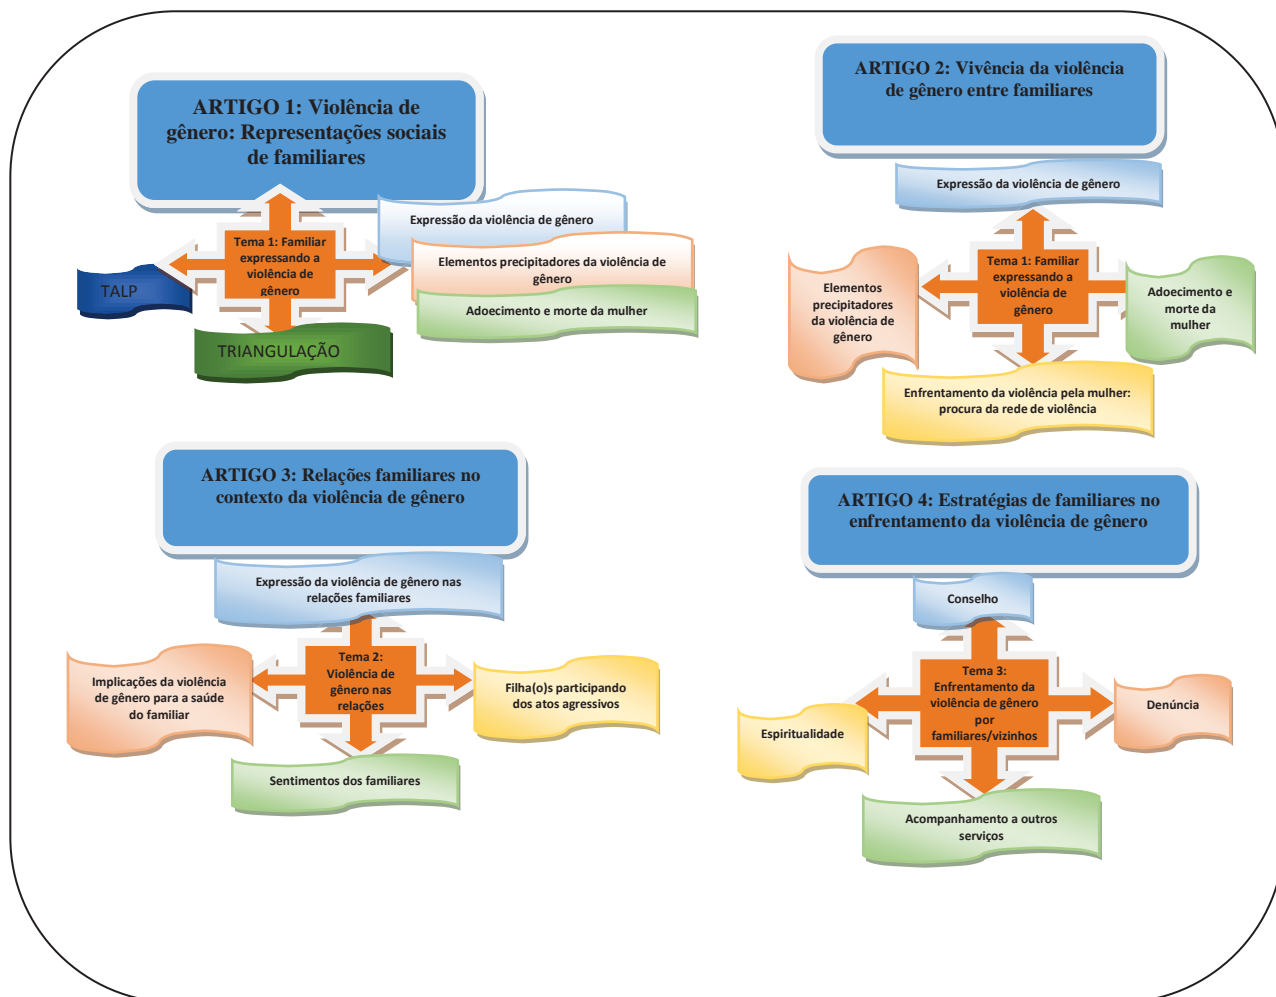 ARTIGO 1: Violência de
gênero: Representações sociais
de familiares
Expressão da violência de gênero
Tema 1: Familiar
expressando a
violência de
gênero
Elementos precipitadores da violência de
gênero
TALP
Adoecimento e morte da mulher
TRIANGULAÇÃO
ARTIGO 2: Vivência da violência
de gênero entre familiares
Expressão da violência de gênero
Tema 1: Familiar
expressando a
violência de
gênero
Elementos
precipitadores
da violência de
gênero
Adoecimento e
morte da
mulher
Enfrentamento da violência pela mulher:
procura da rede de violência
ARTIGO 3: Relações familiares no
contexto da violência de gênero
Expressão da violência de gênero nas
relações familiares
Tema 2:
Violência de
gênero nas
relações
Implicações da violência
de gênero para a saúde
do familiar
Filha(o)s participando
dos atos agressivos
Sentimentos dos familiares
ARTIGO 4: Estratégias de familiares no
enfrentamento da violência de gênero
Conselho
Tema 3:
Enfrentamento da
violência de gênero
por
familiares/vizinhos
Denúncia
Espiritualidade
Acompanhamento a outros
serviços